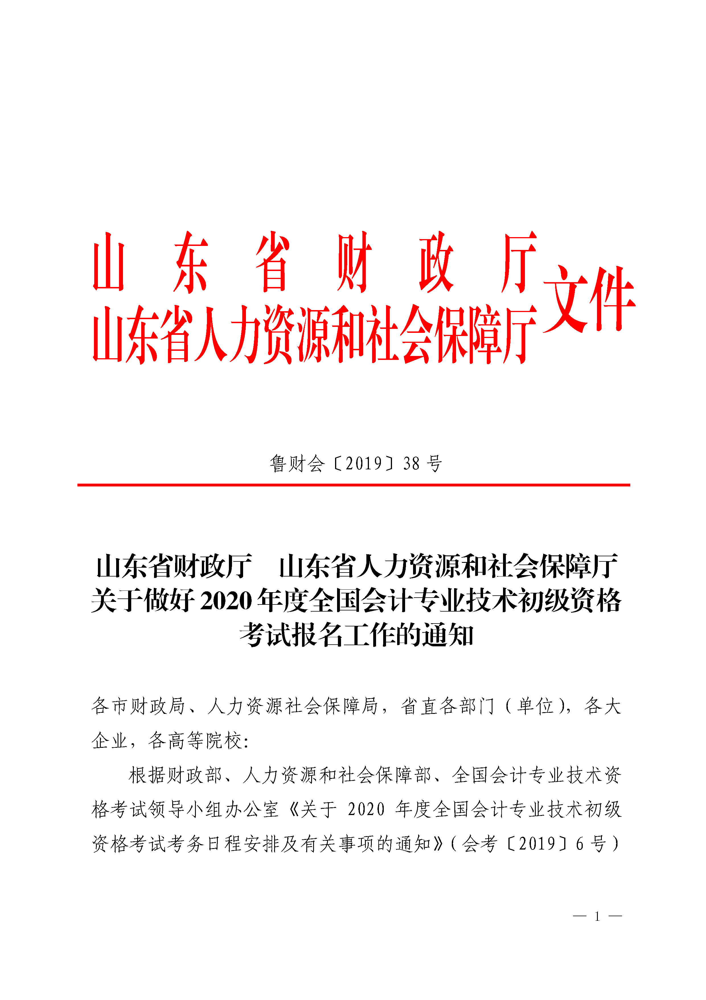 山东省财政厅
山东省人力资源和社会保障厅
文件
鲁财会〔2019〕38 号
山东省财政厅　山东省人力资源和社会保障厅
关于做好 2020 年度全国会计专业技术初级资格
考试报名工作的通知
各市财政局、人力资源社会保障局，省直各部门（单位），各大
企业，各高等院校：
根据财政部、人力资源和社会保障部、全国会计专业技术资
格考试领导小组办公室《关于 2020 年度全国会计专业技术初级
资格考试考务日程安排及有关事项的通知》（会考〔2019〕6 号）
— 1 —